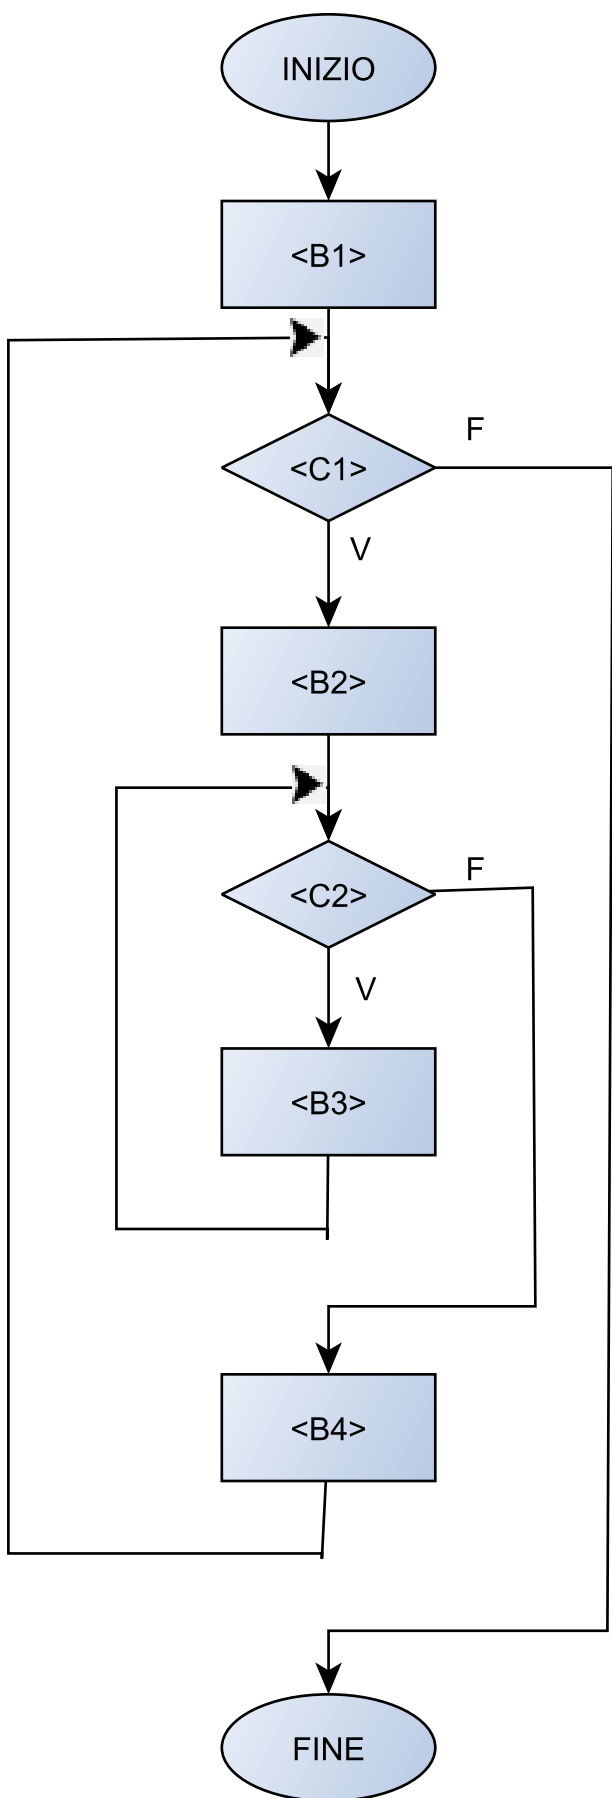 INIZIO
<B1>
<C1>
F
V
<B2>
<C2>
F
V
<B3>
<B4>
FINE